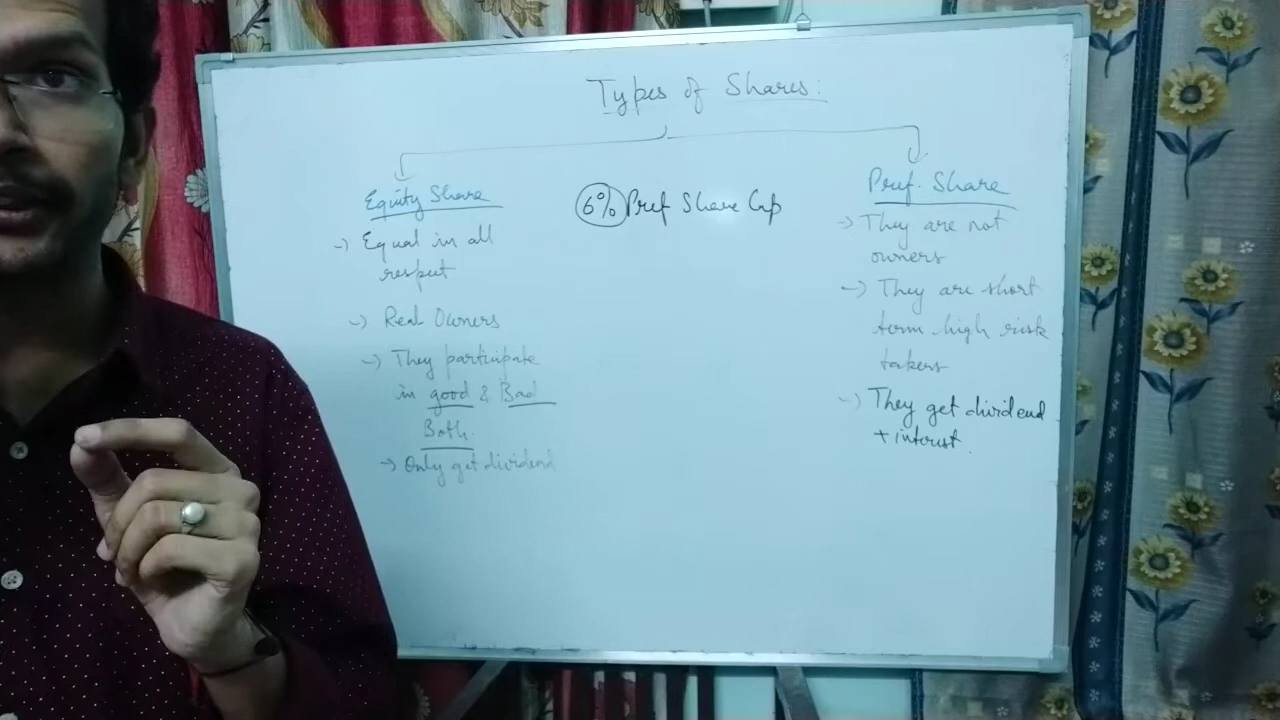 Types of Shares:
Equity Share
-) Equal in all
respect
-) Real Owners
-) They participate
in good & Bad
Both
-> Only get dividend
6% Pref Share Cap
Pref. Share
-) They are not
owners
-) They are short
term high risk
takers
-) They get dividend
+ interest.